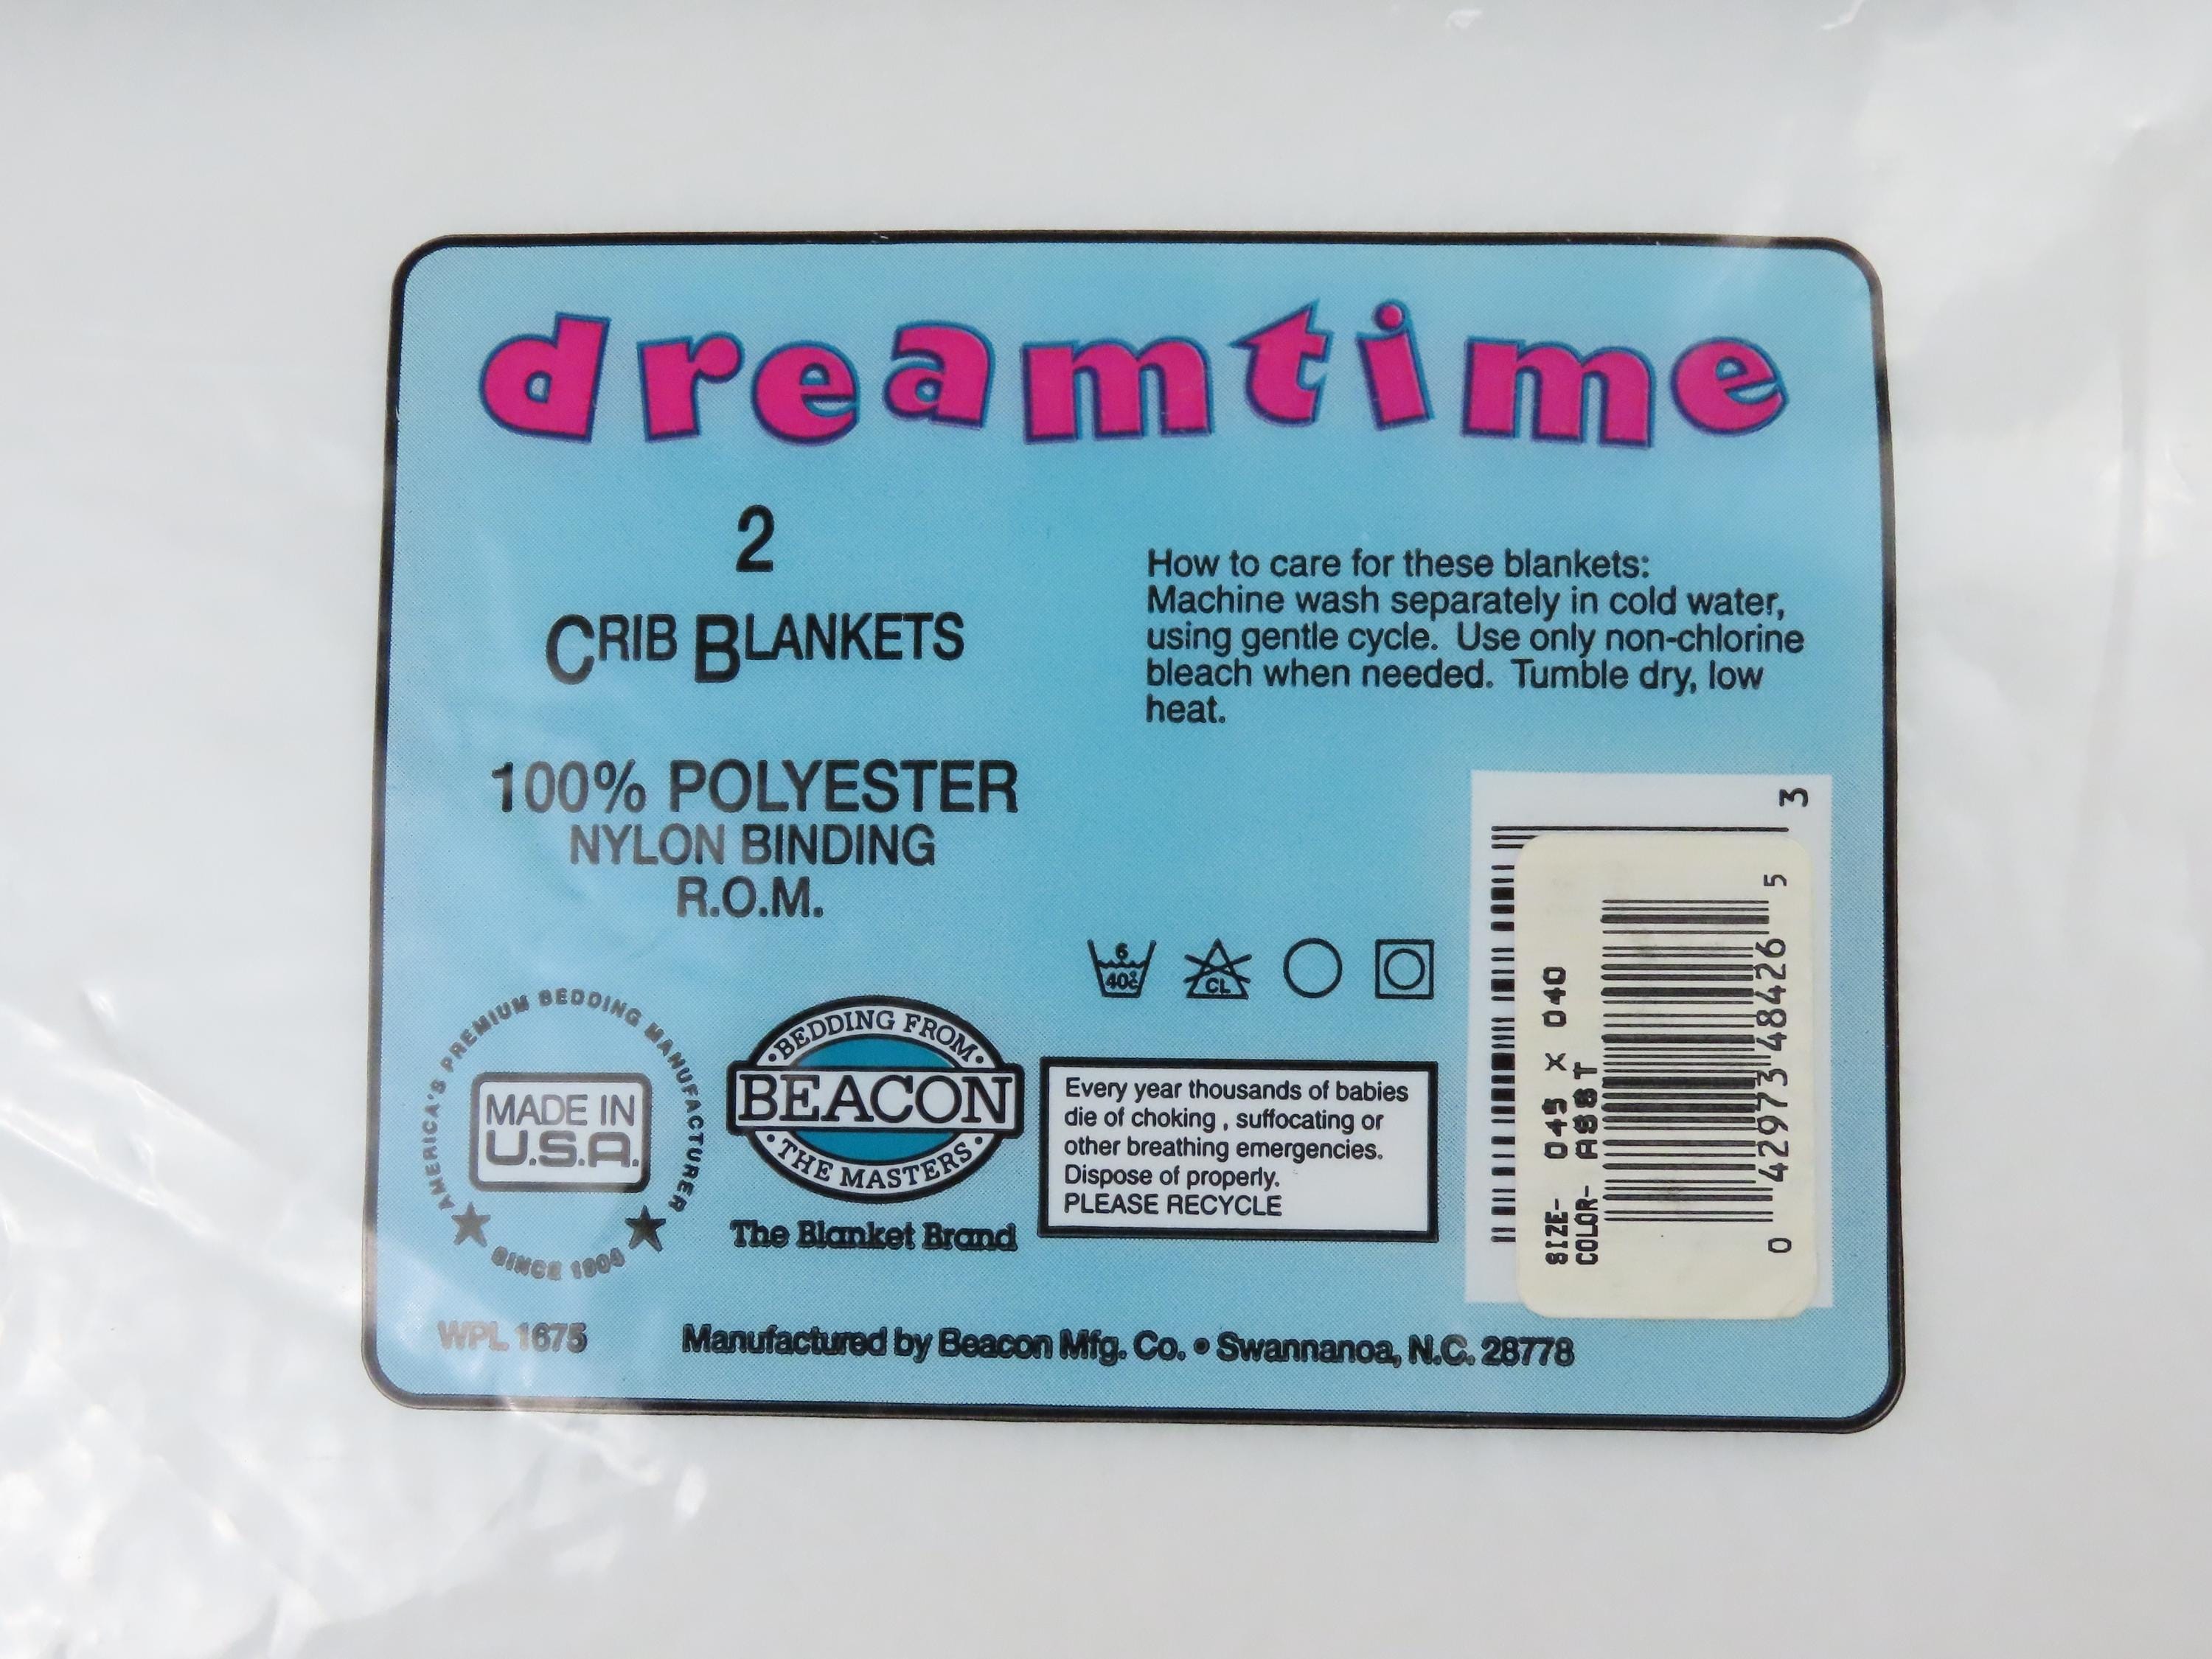 dreamtime
2
CRIB BLANKETS
100% POLYESTER
NYLON BINDING
R.O.M.
How to care for these blankets:
Machine wash separately in cold water,
using gentle cycle.  Use only non-chlorine
bleach when needed.  Tumble dry, low
heat.
6
40c
CL
AMERICA'S PREMIUM BEDDING MANUFACTURER
MADE IN
U.S.A.
SINCE 1904
•BEDDING FROM•
BEACON
•THE MASTERS•
The Blanket Brand
Every year thousands of babies
die of choking , suffocating or
other breathing emergencies.
Dispose of properly.
PLEASE RECYCLE
3
SIZE- 045 X 040
COLOR- ASST
0 42973 48426 5
WPL 1675
Manufactured by Beacon Mfg. Co. • Swannanoa, N.C. 28778